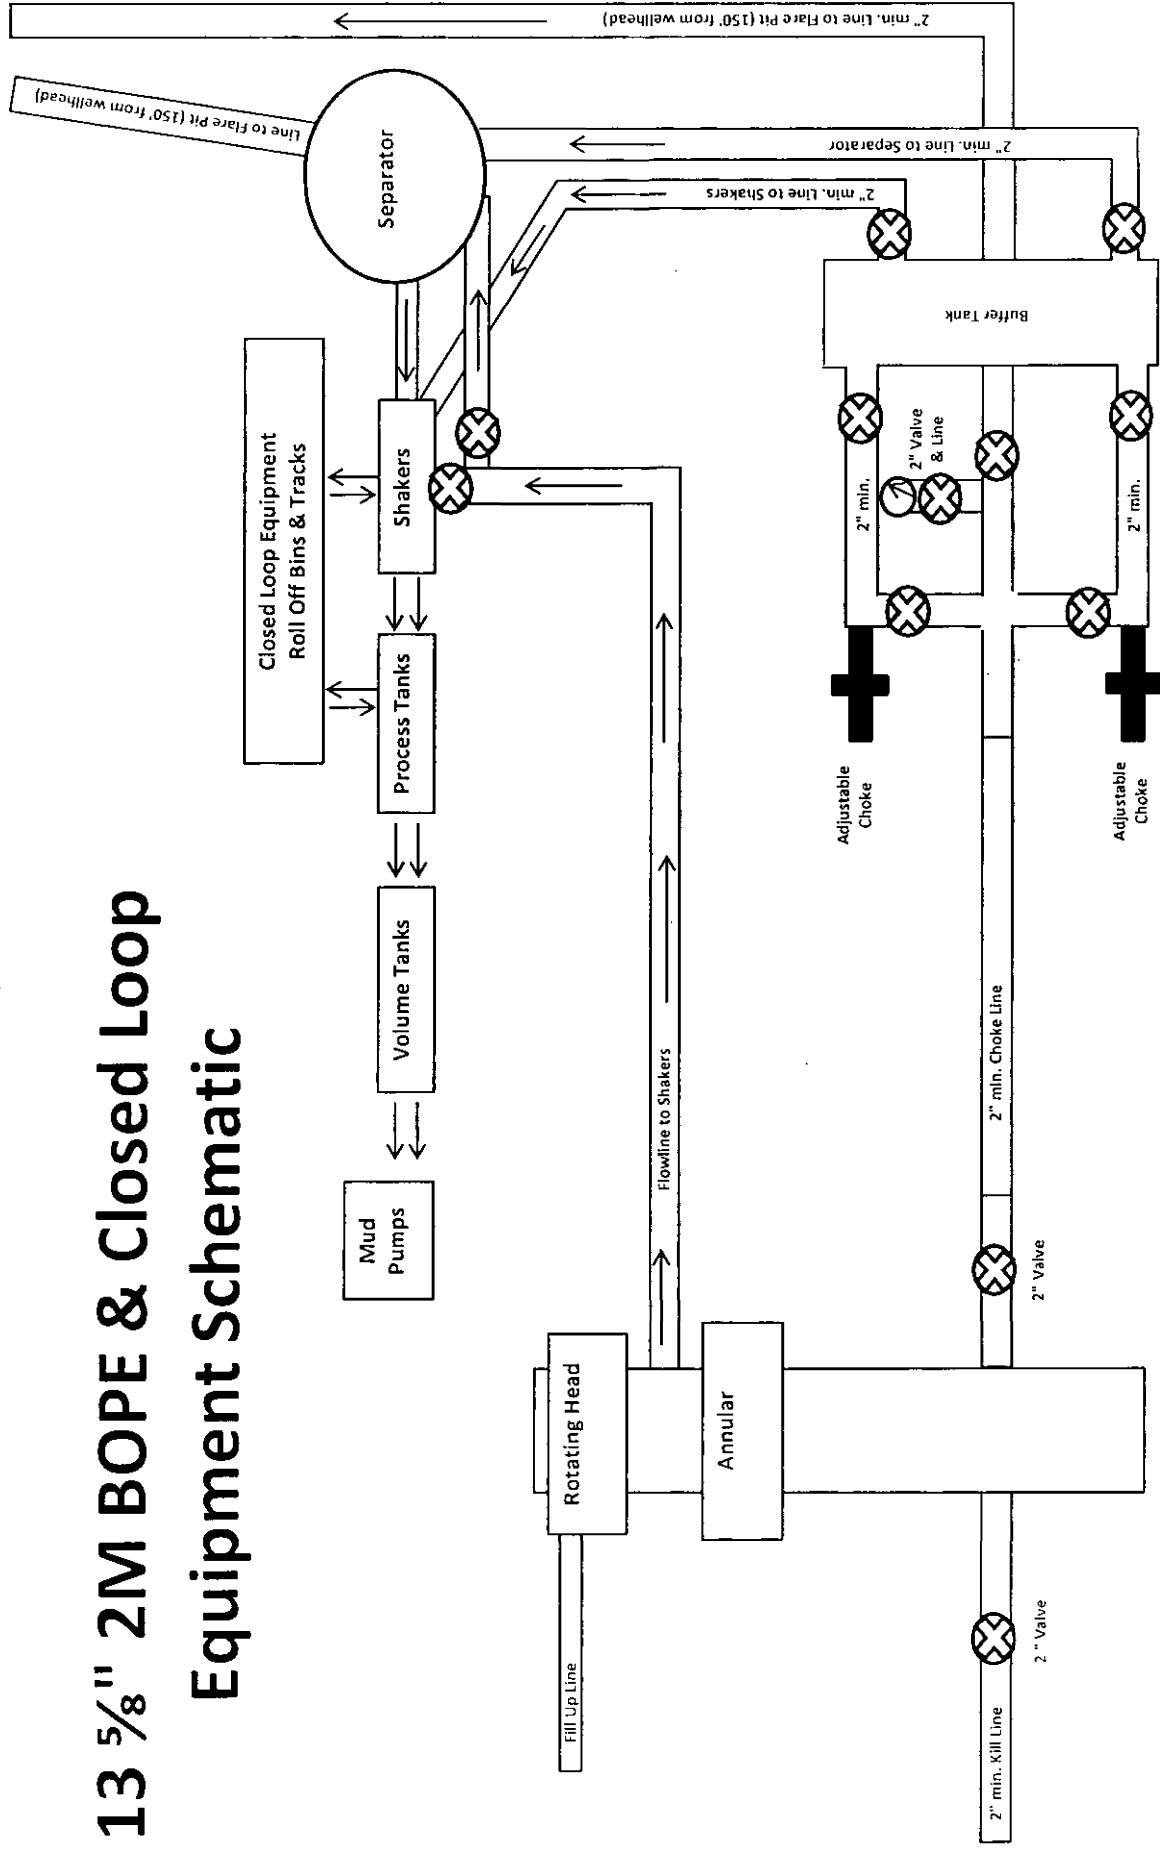 13 ⅝" 2M BOPE & Closed Loop
Equipment Schematic
Closed Loop Equipment
Roll Off Bins & Tracks
Line to Flare Pit (150' from wellhead)
2" min. Line to Flare Pit (150' from wellhead)
Separator
Mud
Pumps
Volume Tanks
Process Tanks
Shakers
2" min. Line to Shakers
2" min. Line to Separator
Fill Up Line
Rotating Head
Flowline to Shakers
Annular
Adjustable
Choke
2" min.
2" Valve
& Line
Buffer Tank
2" min. Kill Line
2" Valve
2" Valve
2" min. Choke Line
Adjustable
Choke
2" min.